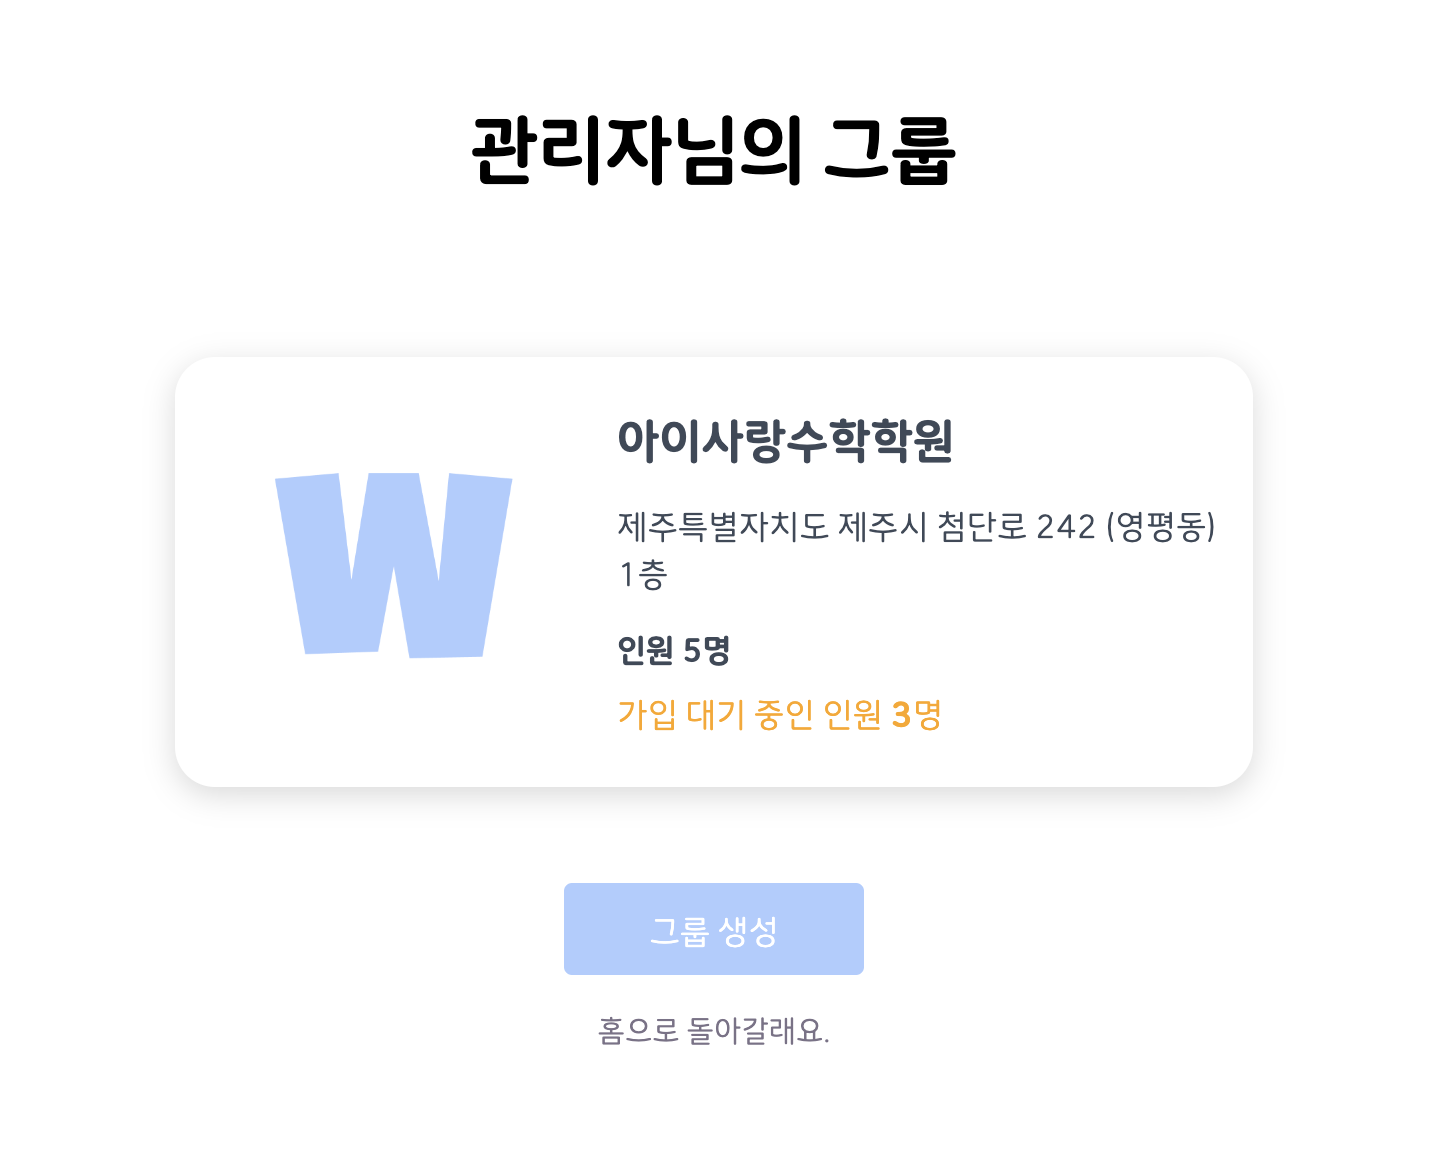 관리자님의 그룹
W
아이사랑수학학원
제주특별자치도 제주시 첨단로 242 (영평동)
1층
인원 5명
가입 대기 중인 인원 3명
그룹 생성
홈으로 돌아갈래요.